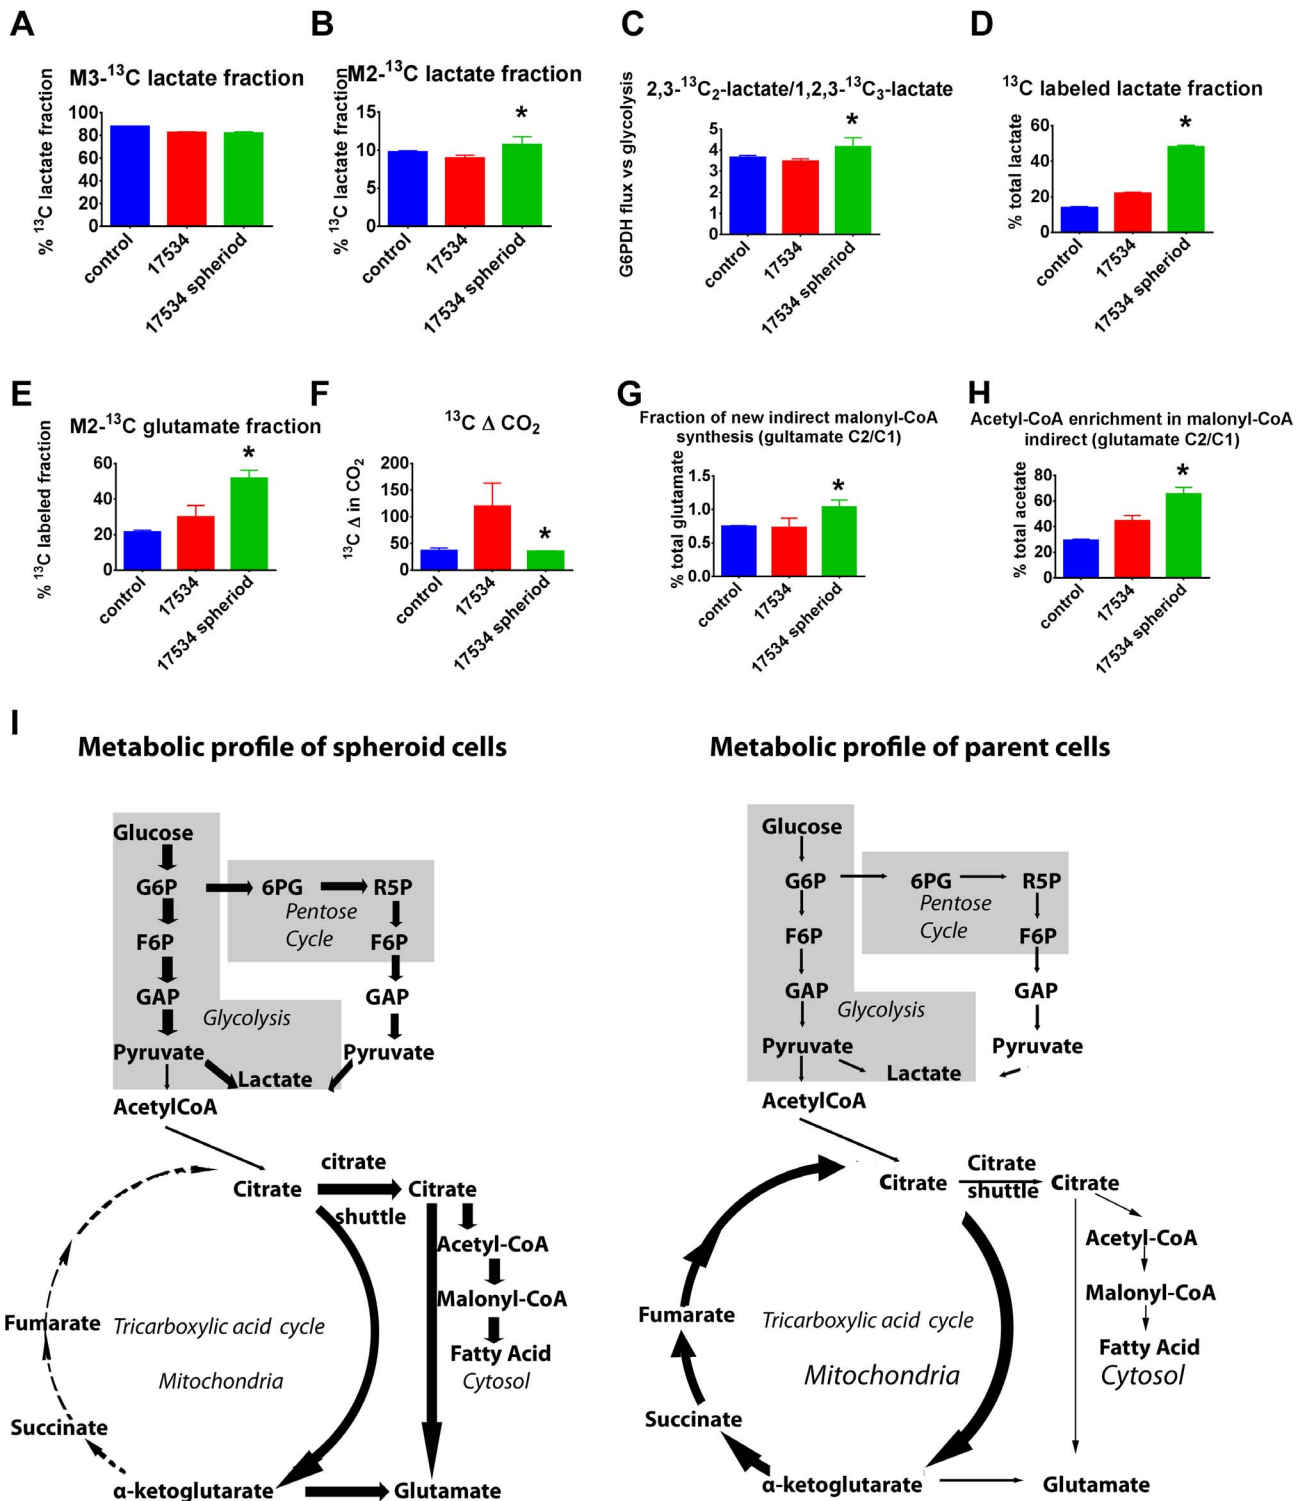 A
M3-¹³C lactate fraction
% ¹³C lactate fraction
100
80
60
40
20
0
control
17534
17534 spheriod
B
M2-¹³C lactate fraction
% ¹³C lactate fraction
15
10
5
0
control
17534
17534 spheriod
*
C
2,3-¹³C₂-lactate/1,2,3-¹³C₃-lactate
G6PDH flux vs glycolysis
5
4
3
2
1
0
control
17534
17534 spheriod
*
D
¹³C labeled lactate fraction
% total lactate
60
40
20
0
control
17534
17534 spheriod
*
E
M2-¹³C glutamate fraction
% ¹³C labeled fraction
60
40
20
0
control
17534
17534 spheriod
*
F
¹³C Δ CO₂
¹³C Δ in CO₂
200
150
100
50
0
control
17534
17534 spheriod
*
G
Fraction of new indirect malonyl-CoA
synthesis (gultamate C2/C1)
% total glutamate
1.5
1.0
0.5
0.0
control
17534
17534 spheriod
*
H
Acetyl-CoA enrichment in malonyl-CoA
indirect (glutamate C2/C1)
% total acetate
80
60
40
20
0
control
17534
17534 spheriod
*
I
Metabolic profile of spheroid cells
Glucose
G6P 6PG R5P
Pentose
Cycle
F6P F6P
GAP GAP
Glycolysis
Pyruvate Pyruvate
Lactate
AcetylCoA
citrate
Citrate Citrate
shuttle
Acetyl-CoA
Malonyl-CoA
Fumarate Tricarboxylic acid cycle
Fatty Acid
Mitochondria Cytosol
Succinate
α-ketoglutarate Glutamate
Metabolic profile of parent cells
Glucose
G6P 6PG R5P
Pentose
Cycle
F6P F6P
GAP GAP
Glycolysis
Pyruvate Pyruvate
Lactate
AcetylCoA
Citrate
Citrate Citrate
shuttle
Acetyl-CoA
Malonyl-CoA
Fumarate Tricarboxylic acid cycle
Fatty Acid
Mitochondria Cytosol
Succinate
α-ketoglutarate Glutamate